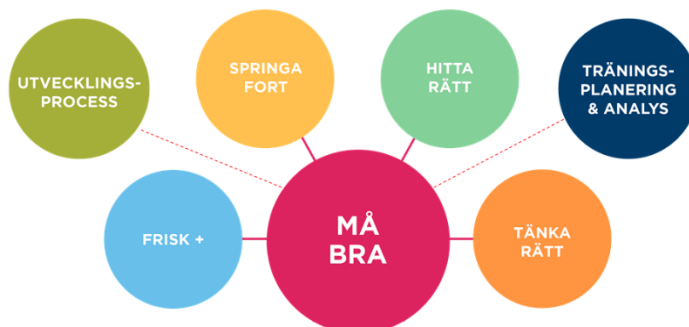 UTVECKLINGS-
PROCESS
SPRINGA
FORT
HITTA
RÄTT
TRÄNINGS-
PLANERING
& ANALYS
FRISK +
MÅ
BRA
TÄNKA
RÄTT